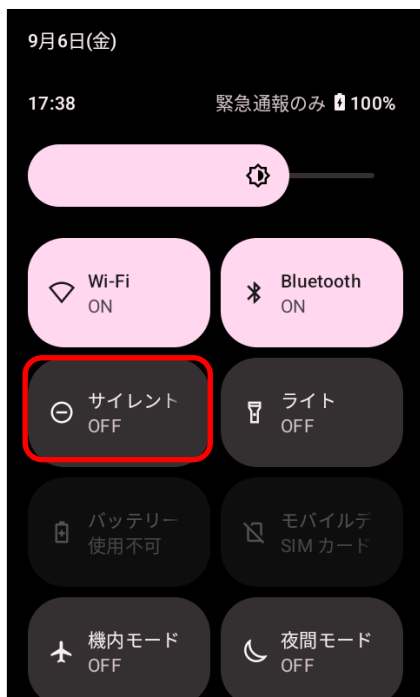 9月6日(金)
17:38 緊急通報のみ 100%
Wi-Fi
ON
Bluetooth
ON
サイレント
OFF
ライト
OFF
バッテリー
使用不可
モバイルデ
SIM カード
機内モード
OFF
夜間モード
OFF